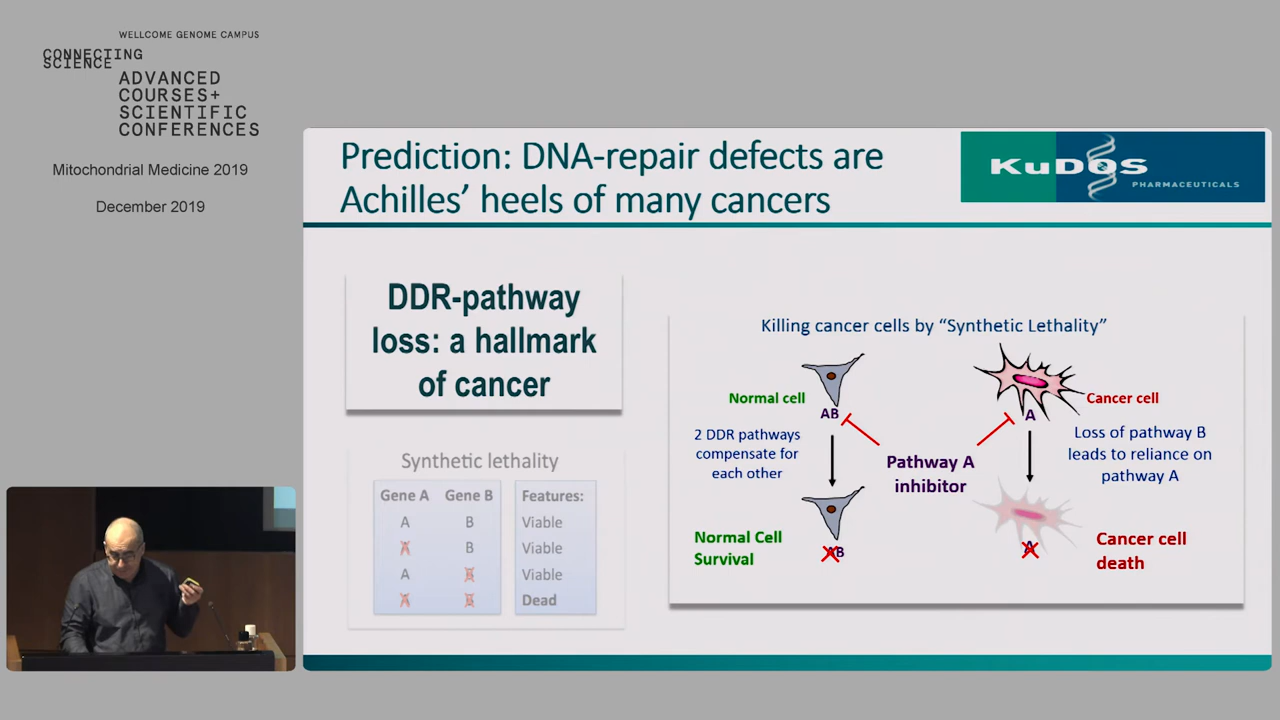 WELLCOME GENOME CAMPUS
CONNECTING
SCIENCE
ADVANCED
COURSES+
SCIENTIFIC
CONFERENCES
Mitochondrial Medicine 2019
December 2019
Prediction: DNA-repair defects are
Achilles’ heels of many cancers
KuDOS
PHARMACEUTICALS
DDR-pathway
loss: a hallmark
of cancer
Synthetic lethality
Gene A Gene B Features:
A B Viable
A B Viable
A B Viable
A B Dead
Killing cancer cells by “Synthetic Lethality”
Normal cell
AB
2 DDR pathways
compensate for
each other
Pathway A
inhibitor
Cancer cell
A
Loss of pathway B
leads to reliance on
pathway A
Normal Cell
Survival
AB
A
Cancer cell
death